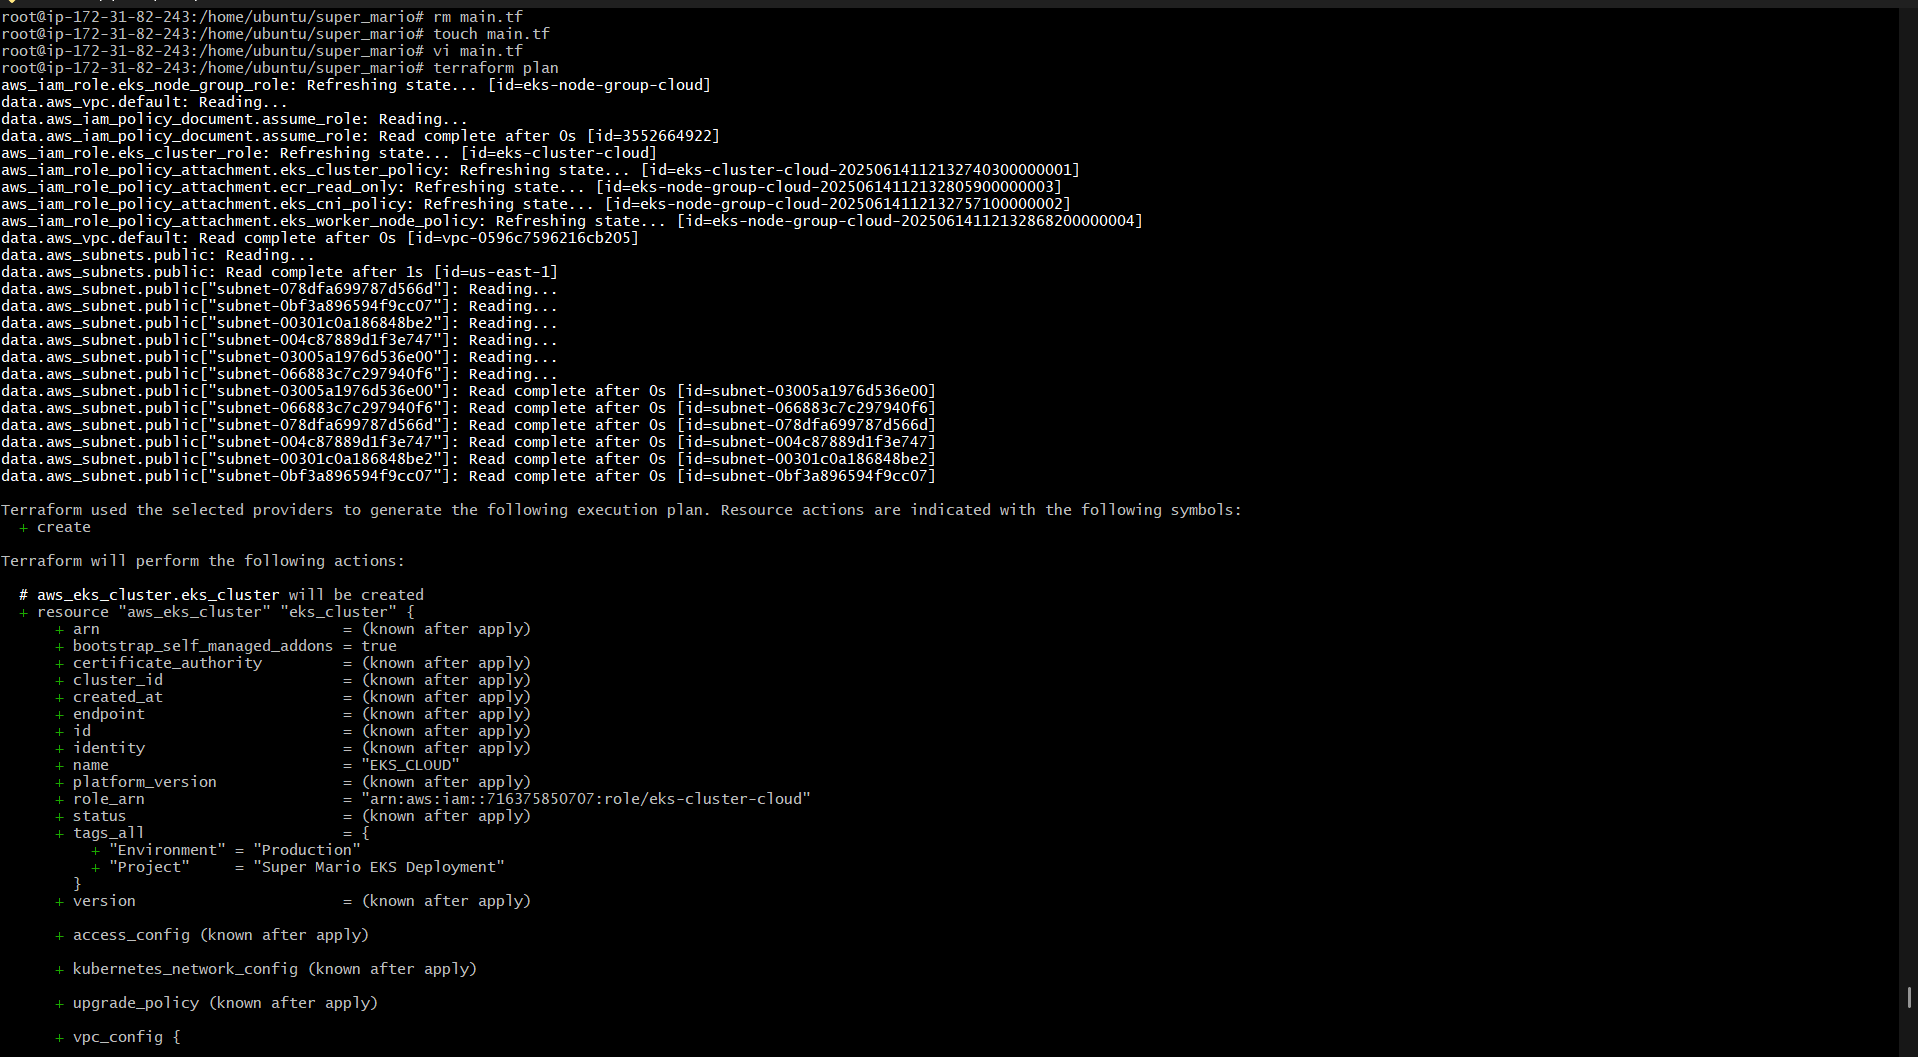 root@ip-172-31-82-243:/home/ubuntu/super_mario# rm main.tf
root@ip-172-31-82-243:/home/ubuntu/super_mario# touch main.tf
root@ip-172-31-82-243:/home/ubuntu/super_mario# vi main.tf
root@ip-172-31-82-243:/home/ubuntu/super_mario# terraform plan
aws_iam_role.eks_node_group_role: Refreshing state... [id=eks-node-group-cloud]
data.aws_vpc.default: Reading...
data.aws_iam_policy_document.assume_role: Reading...
data.aws_iam_policy_document.assume_role: Read complete after 0s [id=3552664922]
aws_iam_role.eks_cluster_role: Refreshing state... [id=eks-cluster-cloud]
aws_iam_role_policy_attachment.eks_cluster_policy: Refreshing state... [id=eks-cluster-cloud-20250614112132740300000001]
aws_iam_role_policy_attachment.ecr_read_only: Refreshing state... [id=eks-node-group-cloud-20250614112132805900000003]
aws_iam_role_policy_attachment.eks_cni_policy: Refreshing state... [id=eks-node-group-cloud-20250614112132757100000002]
aws_iam_role_policy_attachment.eks_worker_node_policy: Refreshing state... [id=eks-node-group-cloud-20250614112132868200000004]
data.aws_vpc.default: Read complete after 0s [id=vpc-0596c7596216cb205]
data.aws_subnets.public: Reading...
data.aws_subnets.public: Read complete after 1s [id=us-east-1]
data.aws_subnet.public["subnet-078dfa699787d566d"]: Reading...
data.aws_subnet.public["subnet-0bf3a896594f9cc07"]: Reading...
data.aws_subnet.public["subnet-00301c0a186848be2"]: Reading...
data.aws_subnet.public["subnet-004c87889d1f3e747"]: Reading...
data.aws_subnet.public["subnet-03005a1976d536e00"]: Reading...
data.aws_subnet.public["subnet-066883c7c297940f6"]: Reading...
data.aws_subnet.public["subnet-03005a1976d536e00"]: Read complete after 0s [id=subnet-03005a1976d536e00]
data.aws_subnet.public["subnet-066883c7c297940f6"]: Read complete after 0s [id=subnet-066883c7c297940f6]
data.aws_subnet.public["subnet-078dfa699787d566d"]: Read complete after 0s [id=subnet-078dfa699787d566d]
data.aws_subnet.public["subnet-004c87889d1f3e747"]: Read complete after 0s [id=subnet-004c87889d1f3e747]
data.aws_subnet.public["subnet-00301c0a186848be2"]: Read complete after 0s [id=subnet-00301c0a186848be2]
data.aws_subnet.public["subnet-0bf3a896594f9cc07"]: Read complete after 0s [id=subnet-0bf3a896594f9cc07]
Terraform used the selected providers to generate the following execution plan. Resource actions are indicated with the following symbols:
+ create
Terraform will perform the following actions:
# aws_eks_cluster.eks_cluster will be created
+ resource "aws_eks_cluster" "eks_cluster" {
+ arn = (known after apply)
+ bootstrap_self_managed_addons = true
+ certificate_authority = (known after apply)
+ cluster_id = (known after apply)
+ created_at = (known after apply)
+ endpoint = (known after apply)
+ id = (known after apply)
+ identity = (known after apply)
+ name = "EKS_CLOUD"
+ platform_version = (known after apply)
+ role_arn = "arn:aws:iam::716375850707:role/eks-cluster-cloud"
+ status = (known after apply)
+ tags_all = {
+ "Environment" = "Production"
+ "Project" = "Super Mario EKS Deployment"
}
+ version = (known after apply)
+ access_config (known after apply)
+ kubernetes_network_config (known after apply)
+ upgrade_policy (known after apply)
+ vpc_config {